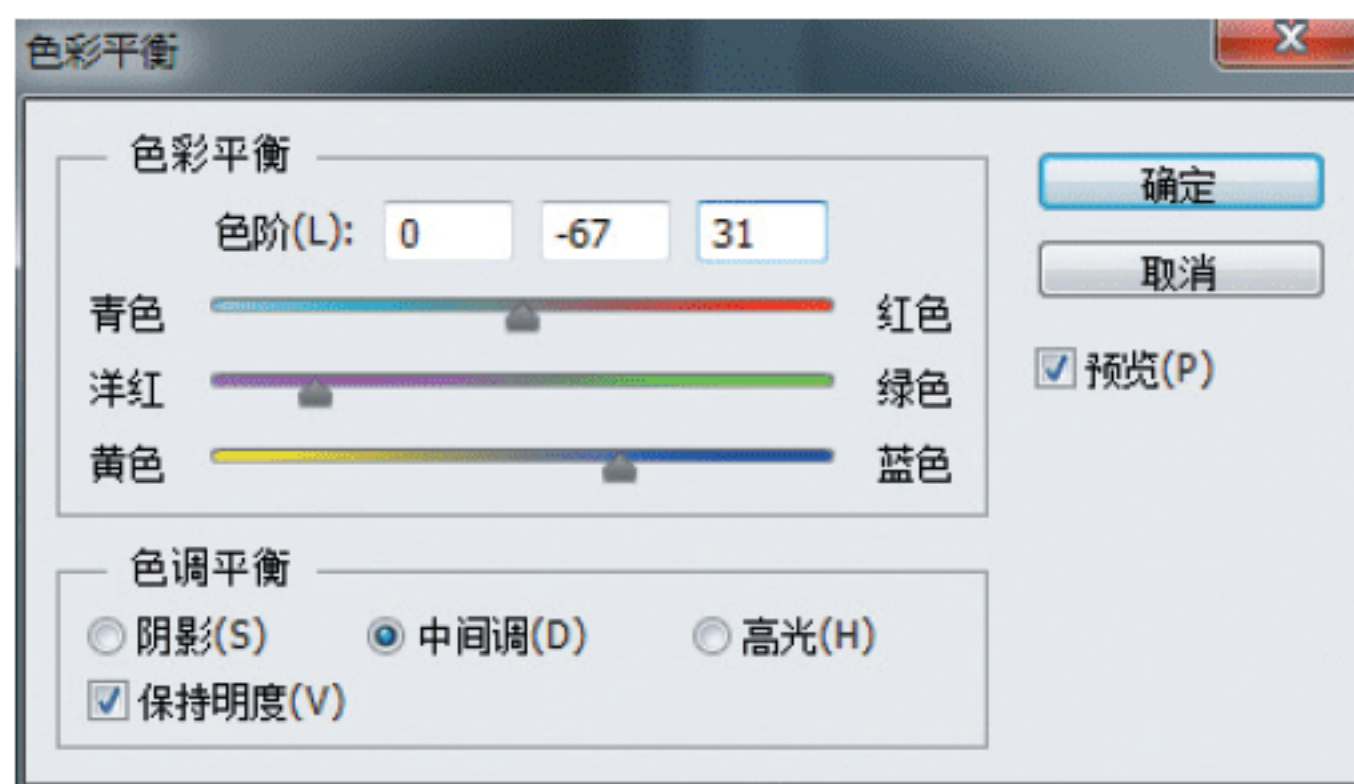 色彩平衡
色彩平衡
色阶(L): 0 -67 31
青色 红色
洋红 绿色
黄色 蓝色
色调平衡
阴影(S) 中间调(D) 高光(H)
保持明度(V)
确定
取消
预览(P)